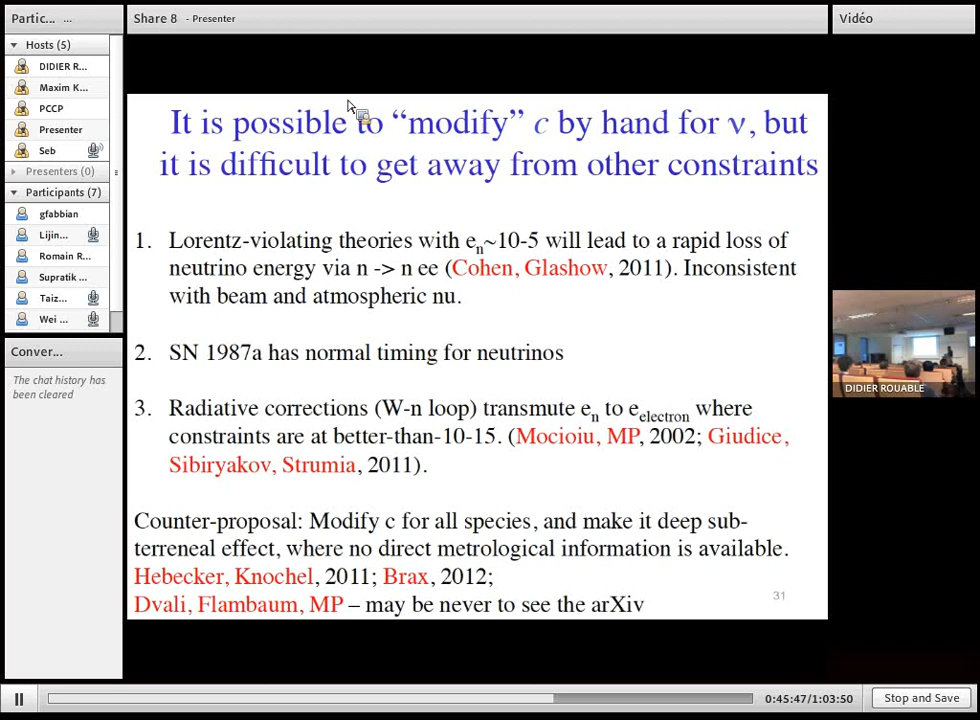 Partic... ...
Share 8 - Presenter
Vidéo
Hosts (5)
DIDIER R...
Maxim K...
PCCP
Presenter
Seb
Presenters (0)
Participants (7)
gfabbian
Lijin...
Romain R...
Supratik ...
Taiz...
Wei ...
Conver...
The chat history has
been cleared
It is possible to “modify” c by hand for ν, but
it is difficult to get away from other constraints
1. Lorentz-violating theories with en~10-5 will lead to a rapid loss of
neutrino energy via n -> n ee (Cohen, Glashow, 2011). Inconsistent
with beam and atmospheric nu.
2. SN 1987a has normal timing for neutrinos
3. Radiative corrections (W-n loop) transmute en to eelectron where
constraints are at better-than-10-15. (Mocioiu, MP, 2002; Giudice,
Sibiryakov, Strumia, 2011).
Counter-proposal: Modify c for all species, and make it deep sub-
terreneal effect, where no direct metrological information is available.
Hebecker, Knochel, 2011; Brax, 2012;
Dvali, Flambaum, MP – may be never to see the arXiv
31
DIDIER ROUABLE
0:45:47/1:03:50
Stop and Save